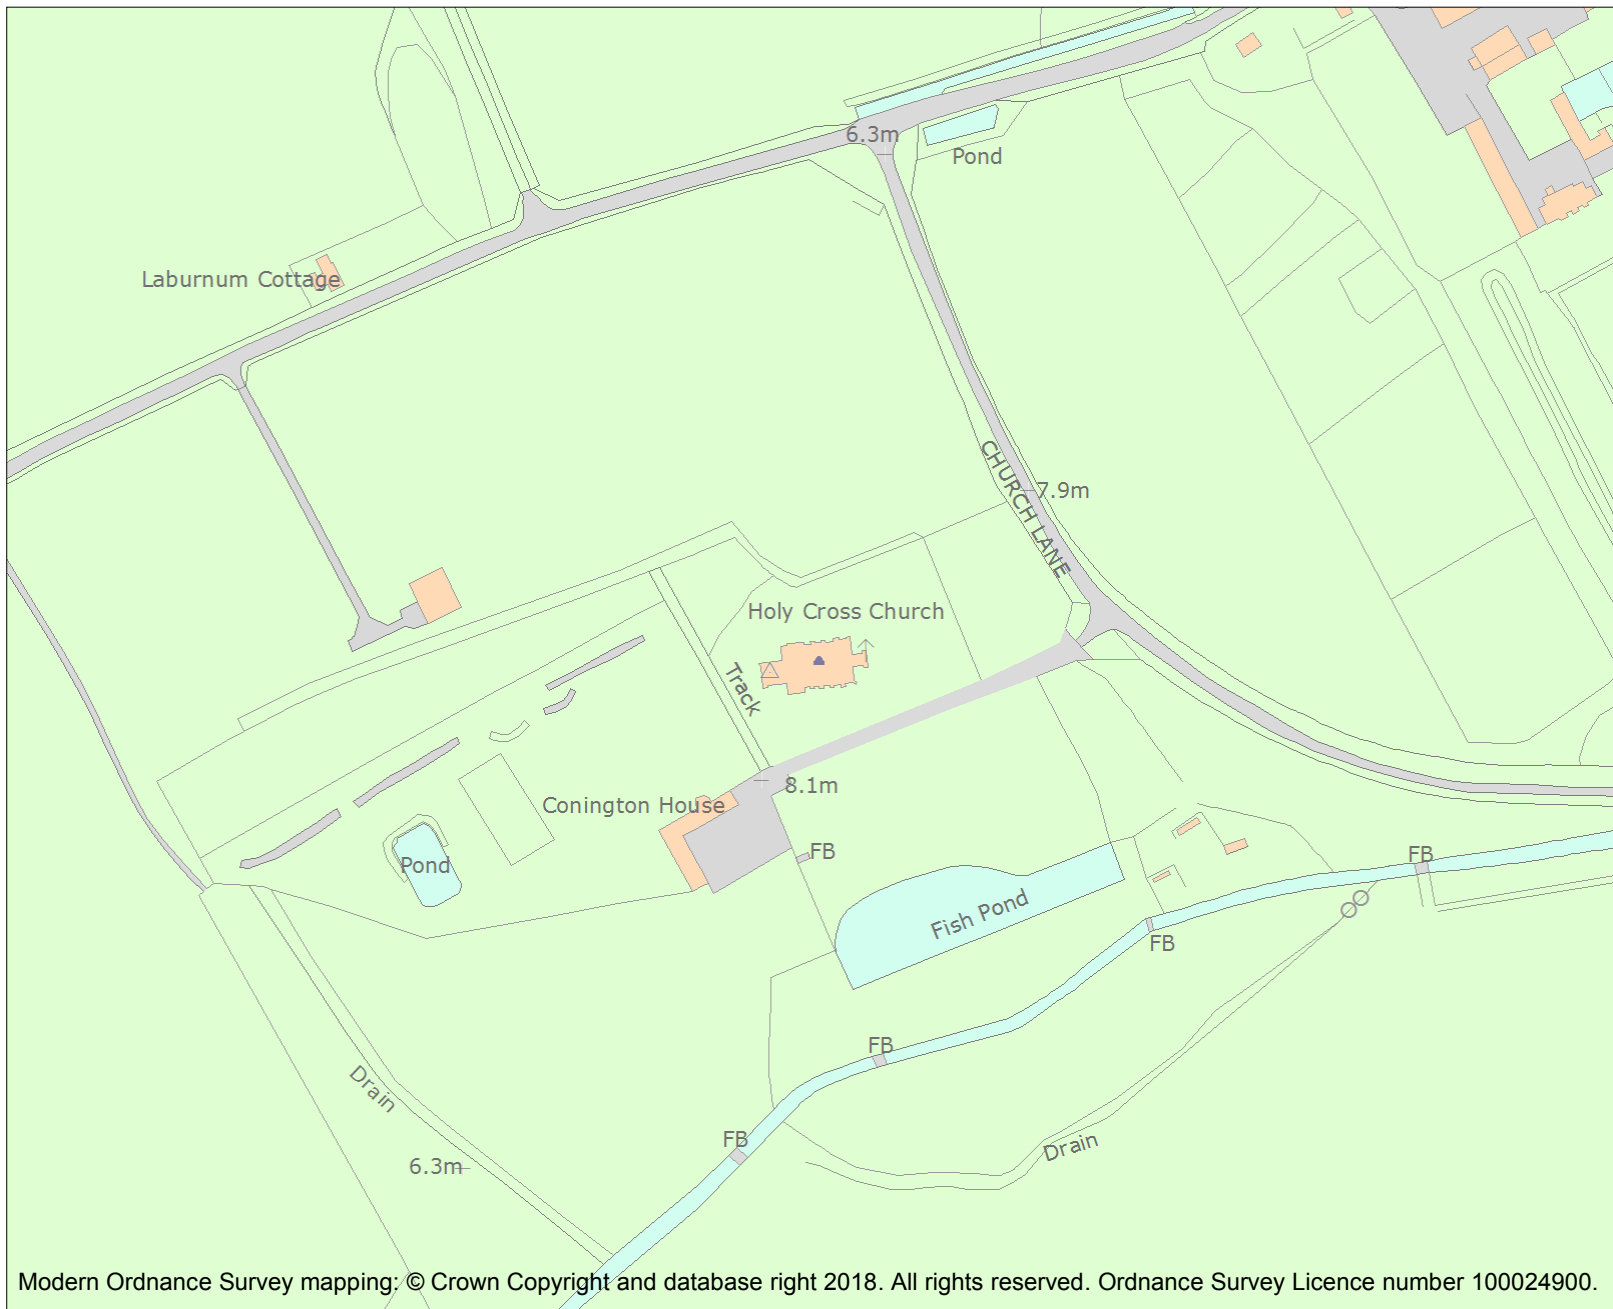 6.3m
Pond
Laburnum Cottage
CHURCH LANE
7.9m
Holy Cross Church
Track
8.1m
Conington House
FB
Pond
FB
Fish Pond
FB
FB
Drain
FB
Drain
6.3m
Modern Ordnance Survey mapping: © Crown Copyright and database right 2018. All rights reserved. Ordnance Survey Licence number 100024900.